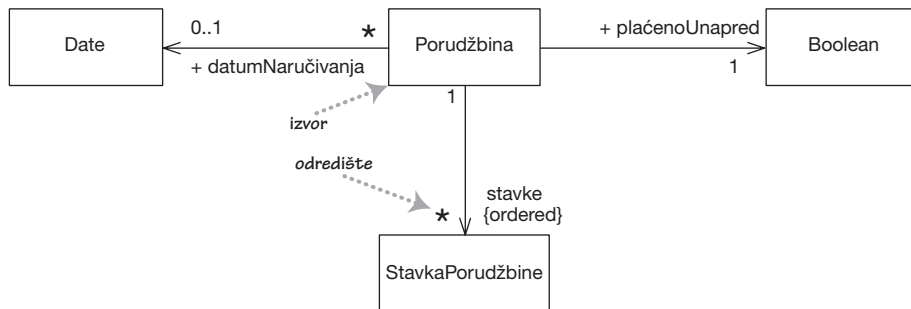 0..1
*
+ plaćenoUnapred
Date
Porudžbina
Boolean
+ datumNaručivanja
1
1
izvor
odredište
stavke
*
{ordered}
StavkaPorudžbine